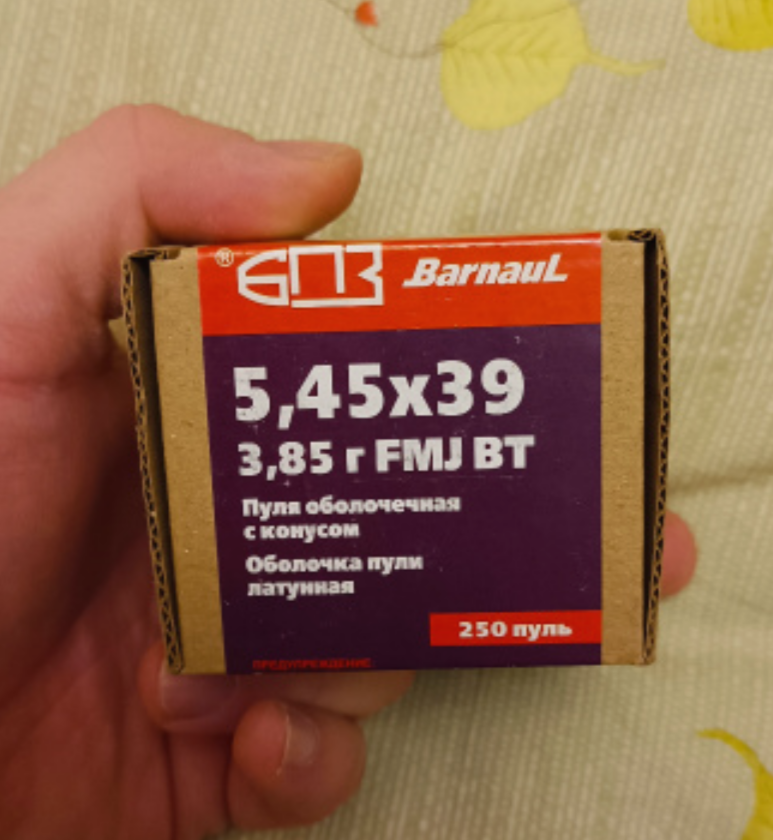 ® БПЗ Barnaul
5,45x39
3,85 г FMJ BT
Пуля оболочечная
с конусом
Оболочка пули
латунная
250 пуль
ПРЕДУПРЕЖДЕНИЕ